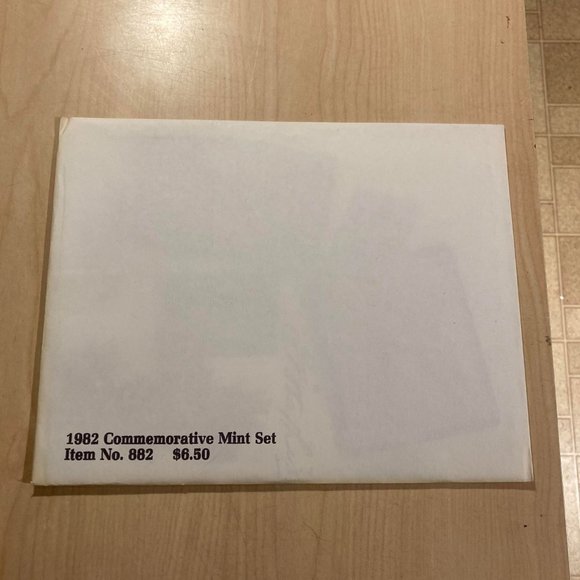 1982 Commemorative Mint Set
Item No. 882 $6.50